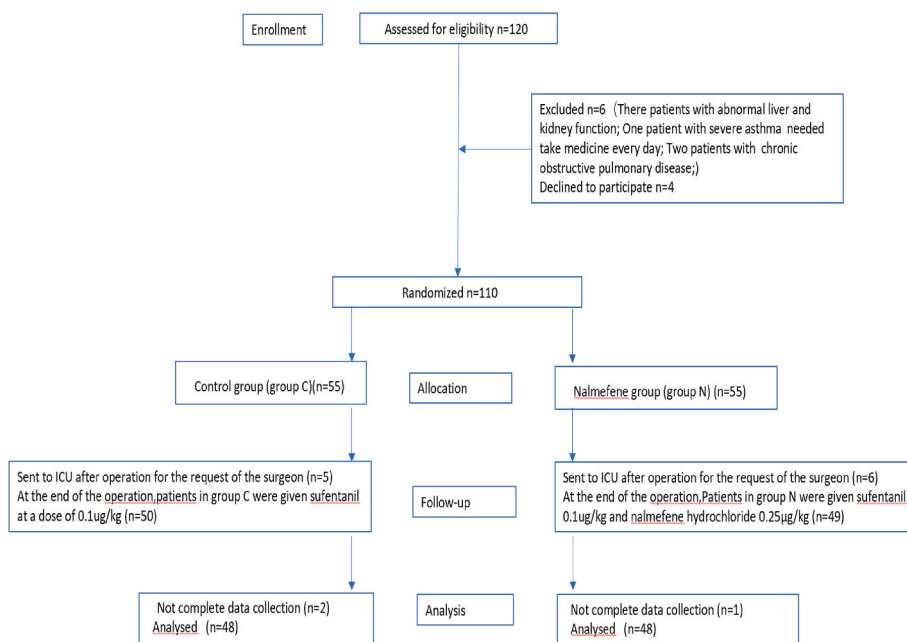 Enrollment
Assessed for eligibility n=120
Excluded n=6（There patients with abnormal liver and
kidney function; One patient with severe asthma needed
take medicine every day; Two patients with chronic
obstructive pulmonary disease;)
Declined to participate n=4
Randomized n=110
Control group (group C)(n=55)
Allocation
Nalmefene group (group N) (n=55)
Sent to ICU after operation for the request of the surgeon (n=5)
At the end of the operation,patients in group C were given sufentanil
at a dose of 0.1ug/kg (n=50)
Follow-up
Sent to ICU after operation for the request of the surgeon (n=6)
At the end of the operation,Patients in group N were given sufentanil
0.1ug/kg and nalmefene hydrochloride 0.25μg/kg (n=49)
Not complete data collection (n=2)
Analysed (n=48)
Analysis
Not complete data collection (n=1)
Analysed (n=48)